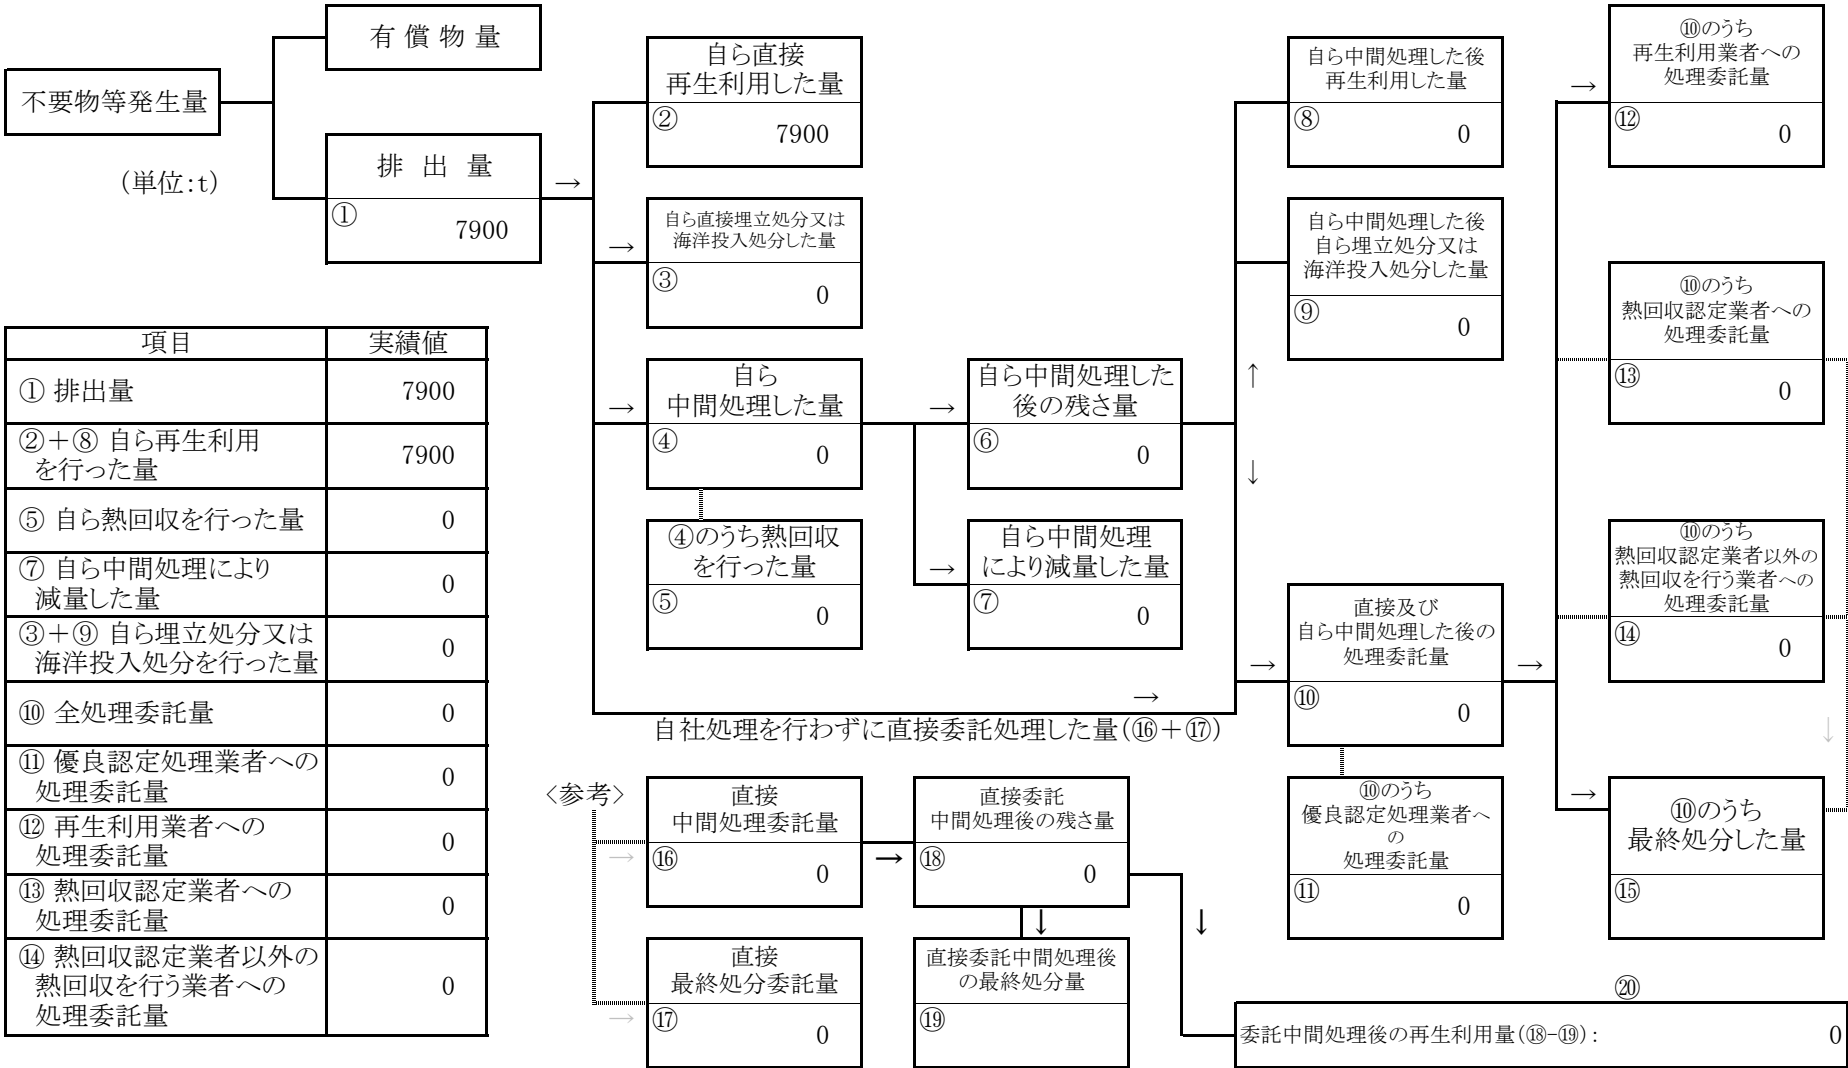 有 償 物 量
不要物等発生量
(単位:t)
排 出 量
①
7900
→
自ら直接
再生利用した量
②
7900
→
自ら直接埋立処分又は
海洋投入処分した量
③
0
→
自ら
中間処理した量
④
0
④のうち熱回収
を行った量
⑤
0
→
自ら中間処理した
後の残さ量
⑥
0
→
自ら中間処理
により減量した量
⑦
0
自ら中間処理した後
再生利用した量
⑧
0
自ら中間処理した後
自ら埋立処分又は
海洋投入処分した量
⑨
0
↑
↓
→
直接及び
自ら中間処理した後の
処理委託量
⑩
0
→
自社処理を行わずに直接委託処理した量(⑯+⑰)
⑩のうち
優良認定処理業者へ
の
処理委託量
⑪
0
→
→
⑩のうち
再生利用業者への
処理委託量
⑫
0
⑩のうち
熱回収認定業者への
処理委託量
⑬
0
⑩のうち
熱回収認定業者以外の
熱回収を行う業者への
処理委託量
⑭
0
↓
→
⑩のうち
最終処分した量
⑮
項目 実績値
① 排出量 7900
②+⑧ 自ら再生利用
を行った量 7900
⑤ 自ら熱回収を行った量 0
⑦ 自ら中間処理により
減量した量 0
③+⑨ 自ら埋立処分又は
海洋投入処分を行った量 0
⑩ 全処理委託量 0
⑪ 優良認定処理業者への
処理委託量 0
⑫ 再生利用業者への
処理委託量 0
⑬ 熱回収認定業者への
処理委託量 0
⑭ 熱回収認定業者以外の
熱回収を行う業者への
処理委託量 0
<参考>
→
直接
中間処理委託量
⑯
0
→
直接委託
中間処理後の残さ量
⑱
0
↓
↓
→
直接
最終処分委託量
⑰
0
直接委託中間処理後
の最終処分量
⑲
⑳
委託中間処理後の再生利用量(⑱-⑲): 0